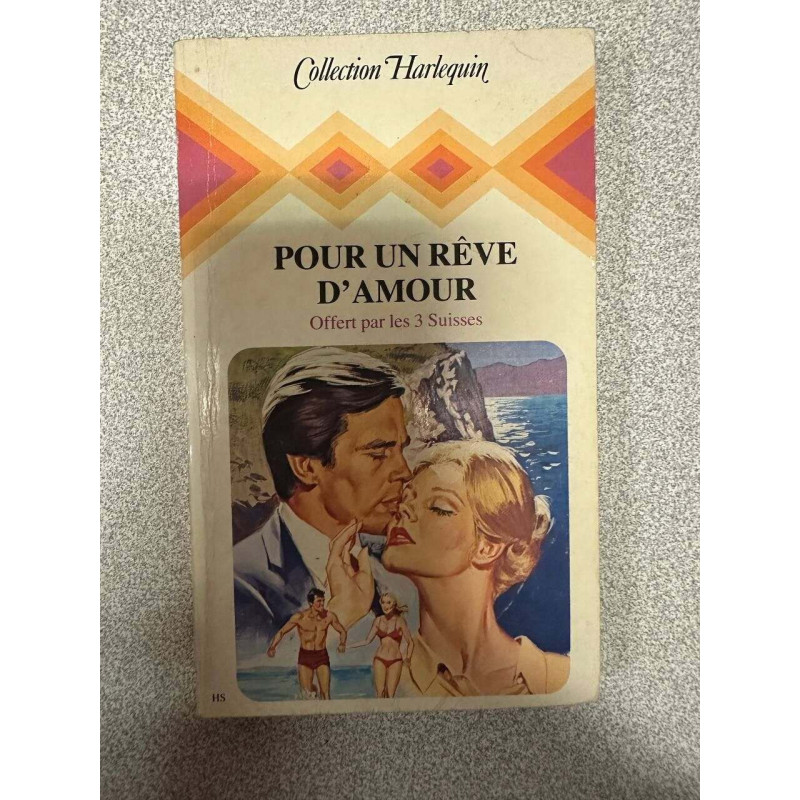 Collection Harlequin
POUR UN RÊVE
D'AMOUR
Offert par les 3 Suisses
HS